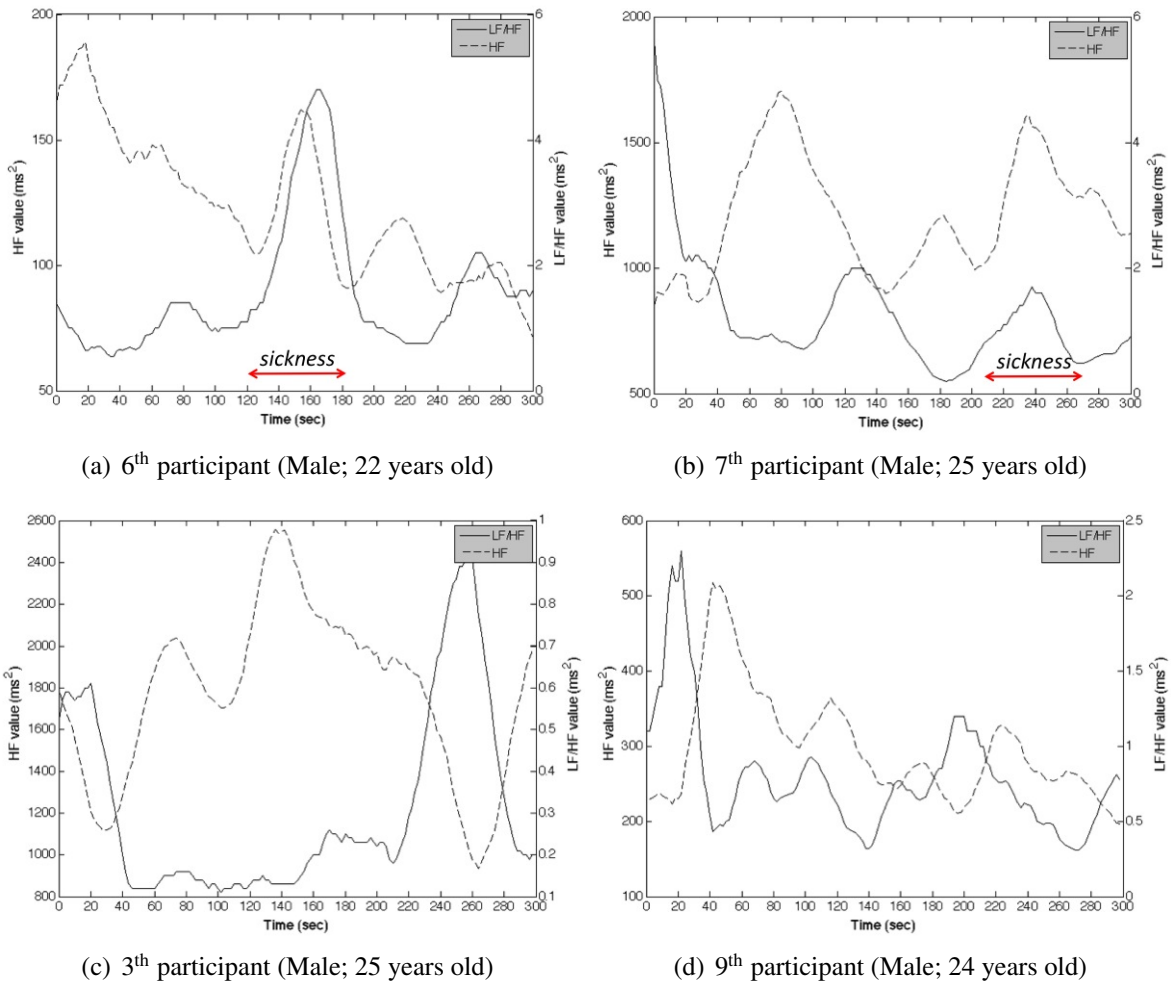 200
150
100
50
6
4
2
0
HF value (ms2)
LF/HF value (ms2)
LF/HF
HF
sickness
0 20 40 60 80 100 120 140 160 180 200 220 240 260 280 300
Time (sec)
(a) 6th participant (Male; 22 years old)
2000
1500
1000
500
6
4
2
0
HF value (ms2)
LF/HF value (ms2)
LF/HF
HF
sickness
0 20 40 60 80 100 120 140 160 180 200 220 240 260 280 300
Time (sec)
(b) 7th participant (Male; 25 years old)
2600
2400
2200
2000
1800
1600
1400
1200
1000
800
1
0.9
0.8
0.7
0.6
0.5
0.4
0.3
0.2
0.1
HF value (ms2)
LF/HF value (ms2)
LF/HF
HF
0 20 40 60 80 100 120 140 160 180 200 220 240 260 280 300
Time (sec)
(c) 3th participant (Male; 25 years old)
600
500
400
300
200
100
2.5
2
1.5
1
0.5
0
HF value (ms2)
LF/HF value (ms2)
LF/HF
HF
0 20 40 60 80 100 120 140 160 180 200 220 240 260 280 300
Time (sec)
(d) 9th participant (Male; 24 years old)